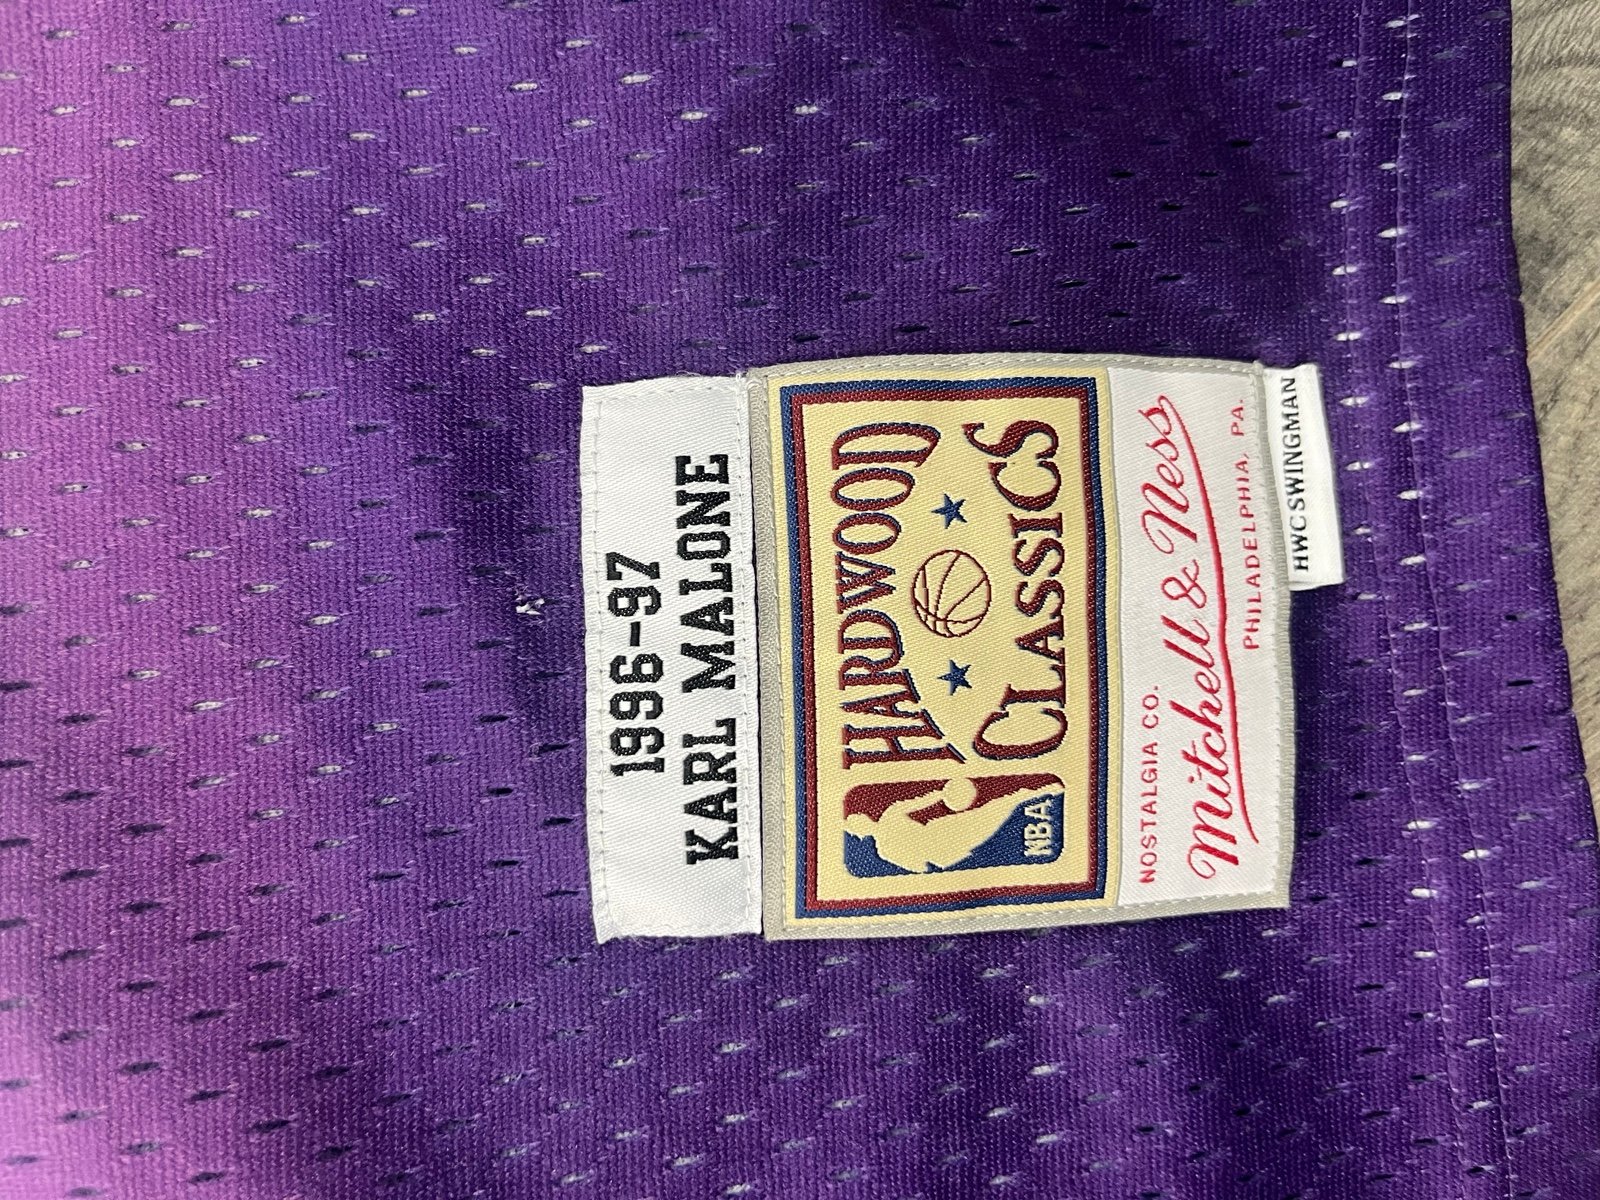 1996-97
KARL MALONE
HARDWOOD
CLASSICS
NBA
NOSTALGIA CO.
Mitchell & Ness
PHILADELPHIA, PA.
HWC SWINGMAN